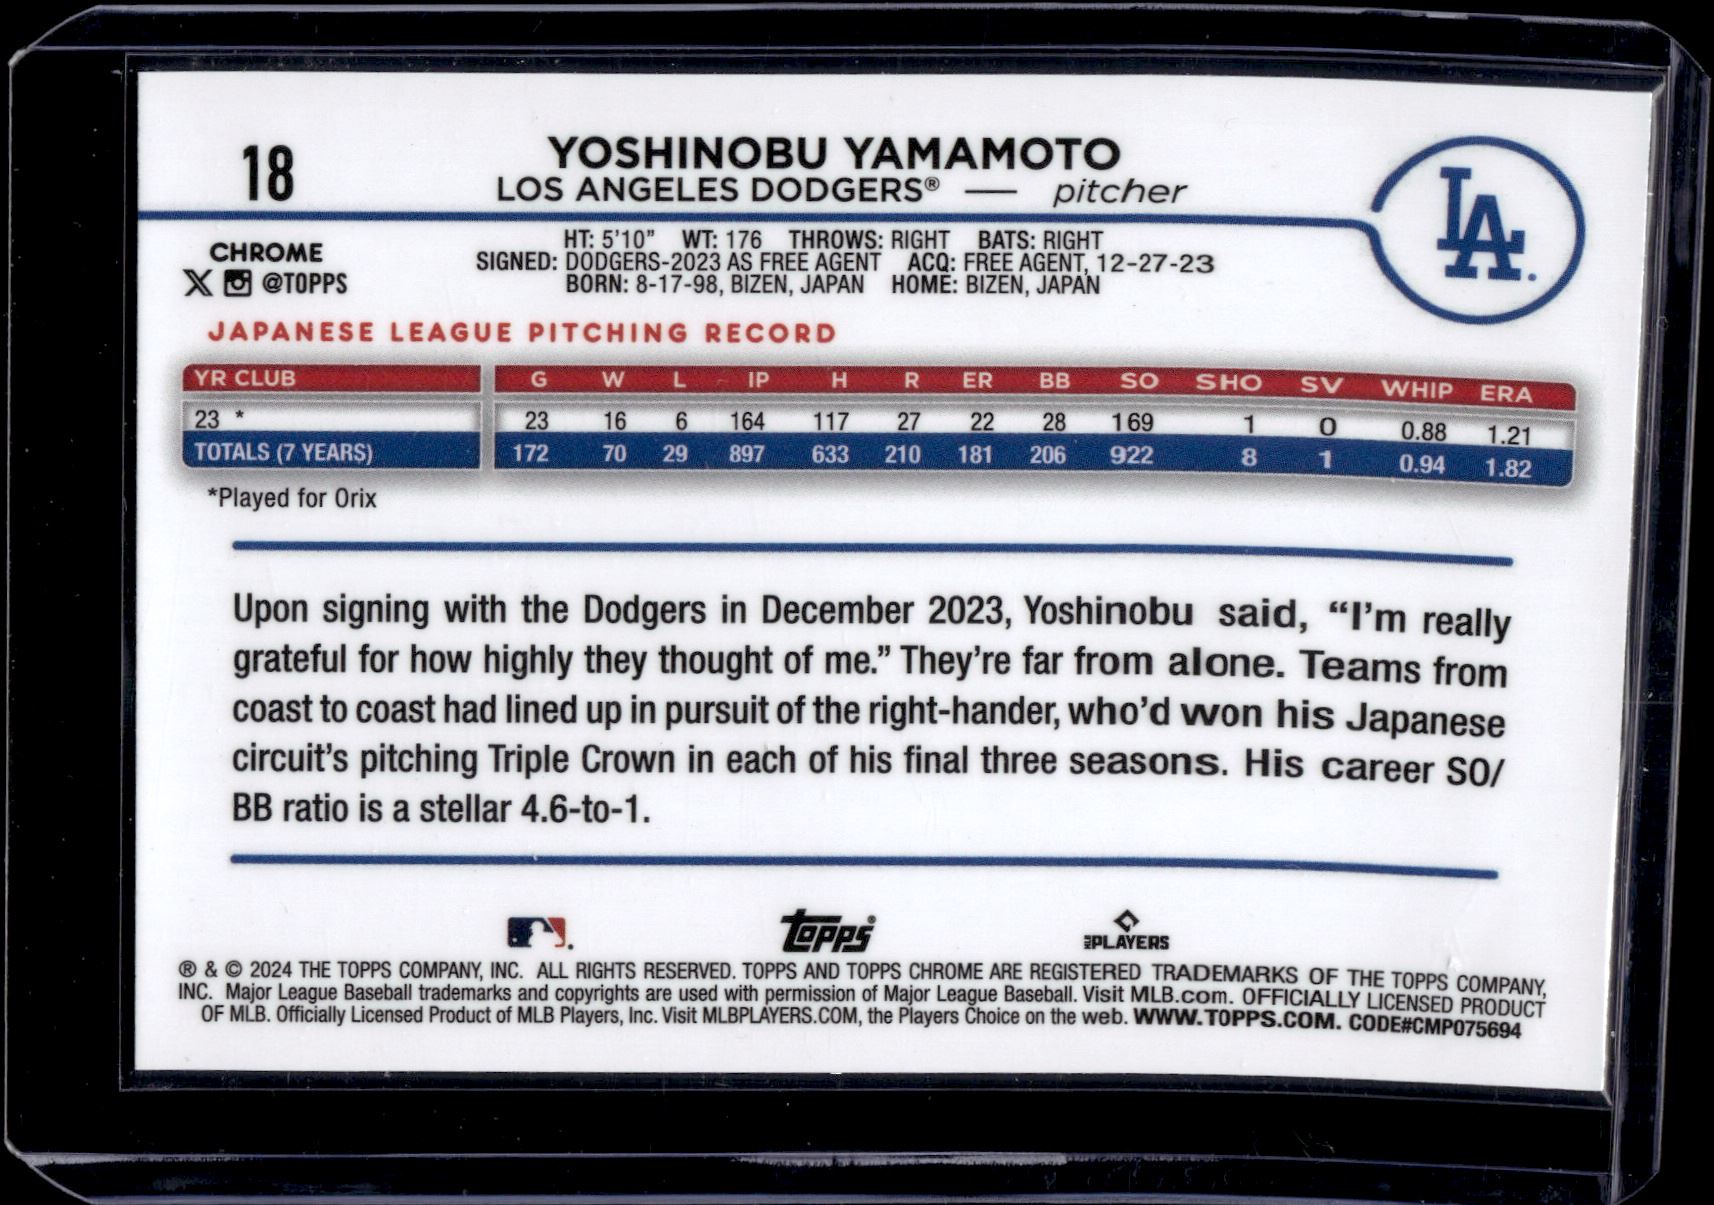 18
YOSHINOBU YAMAMOTO
LOS ANGELES DODGERS® — pitcher
LA
CHROME
@TOPPS
HT: 5'10" WT: 176 THROWS: RIGHT BATS: RIGHT
SIGNED: DODGERS-2023 AS FREE AGENT ACQ: FREE AGENT, 12-27-23
BORN: 8-17-98, BIZEN, JAPAN HOME: BIZEN, JAPAN
JAPANESE LEAGUE PITCHING RECORD
YR CLUB G W L IP H R ER BB SO SHO SV WHIP ERA
23 * 23 16 6 164 117 27 22 28 169 1 0 0.88 1.21
TOTALS (7 YEARS) 172 70 29 897 633 210 181 206 922 8 1 0.94 1.82
*Played for Orix
Upon signing with the Dodgers in December 2023, Yoshinobu said, “I’m really
grateful for how highly they thought of me.” They’re far from alone. Teams from
coast to coast had lined up in pursuit of the right-hander, who’d won his Japanese
circuit’s pitching Triple Crown in each of his final three seasons. His career SO/
BB ratio is a stellar 4.6-to-1.
topps® MLB PLAYERS
® & © 2024 THE TOPPS COMPANY, INC. ALL RIGHTS RESERVED. TOPPS AND TOPPS CHROME ARE REGISTERED TRADEMARKS OF THE TOPPS COMPANY,
INC. Major League Baseball trademarks and copyrights are used with permission of Major League Baseball. Visit MLB.com. OFFICIALLY LICENSED PRODUCT
OF MLB. Officially Licensed Product of MLB Players, Inc. Visit MLBPLAYERS.COM, the Players Choice on the web. WWW.TOPPS.COM. CODE#CMP075694